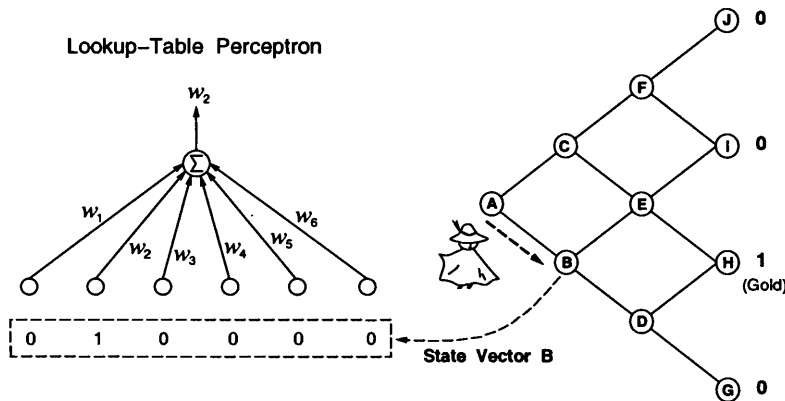 Lookup-Table Perceptron
w₂
Σ
w₁
w₂
w₃
w₄
w₅
w₆
0 1 0 0 0 0
State Vector B
J 0
F
C
I 0
A
E
B
H 1
(Gold)
D
G 0